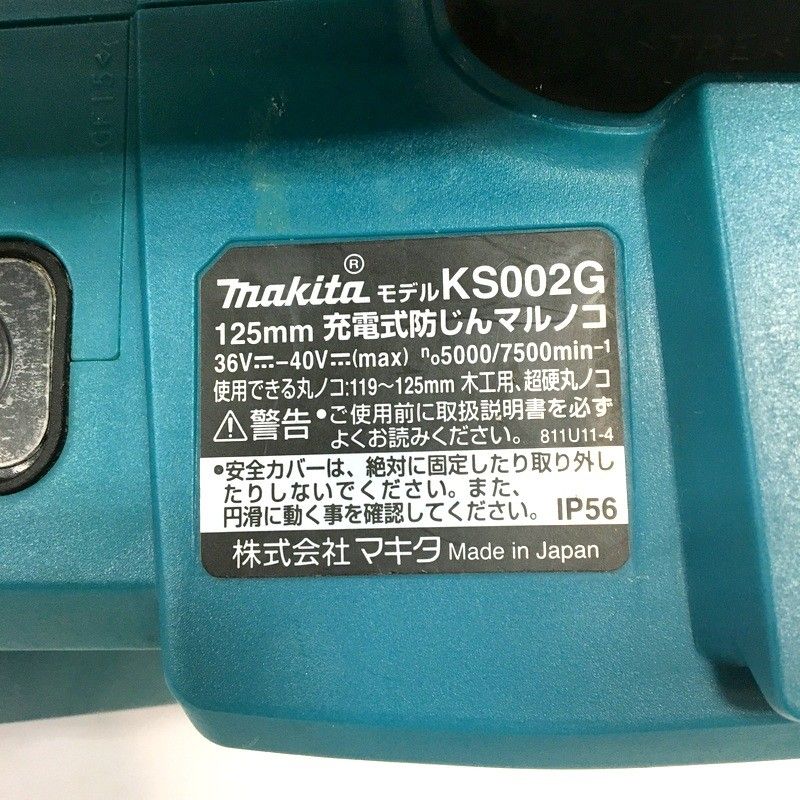 makita® モデル KS002G
125mm 充電式防じんマルノコ
36V⎓-40V⎓(max) n₀5000/7500min⁻¹
使用できる丸ノコ:119～125mm 木工用、超硬丸ノコ
⚠警告 •ご使用前に取扱説明書を必ず
よくお読みください。 811U11-4
•安全カバーは、絶対に固定したり取り外し
たりしないでください。また、
円滑に動く事を確認してください。 IP56
株式会社 マキタ Made in Japan